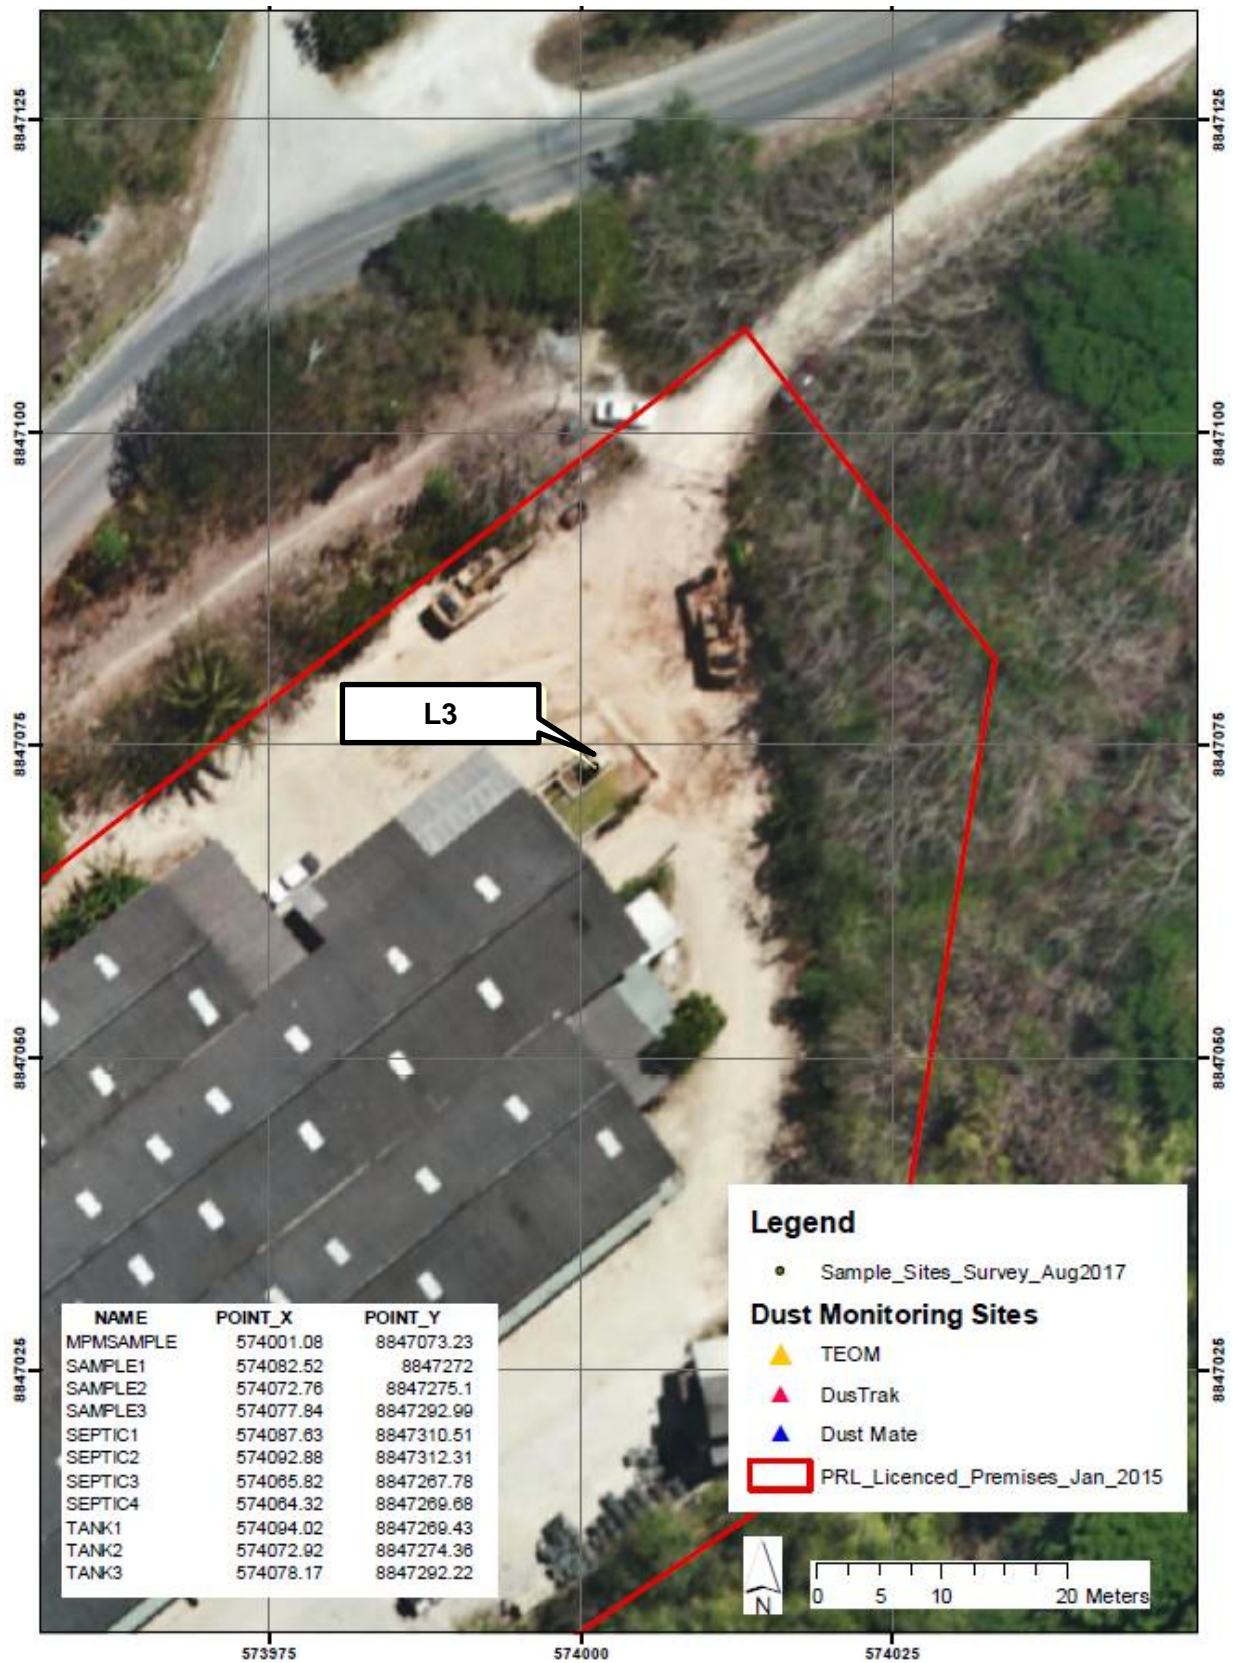 8847125
8847125
8847100
8847100
L3
8847075
8847075
8847050
8847050
8847025
8847025
NAME POINT_X POINT_Y
MPMSAMPLE 574001.08 8847073.23
SAMPLE1 574082.52 8847272
SAMPLE2 574072.76 8847275.1
SAMPLE3 574077.84 8847292.99
SEPTIC1 574087.63 8847310.51
SEPTIC2 574092.88 8847312.31
SEPTIC3 574065.82 8847267.78
SEPTIC4 574064.32 8847269.68
TANK1 574094.02 8847269.43
TANK2 574072.92 8847274.36
TANK3 574078.17 8847292.22
Legend
Sample_Sites_Survey_Aug2017
Dust Monitoring Sites
TEOM
DusTrak
Dust Mate
PRL_Licenced_Premises_Jan_2015
N
0 5 10 20 Meters
573975 574000 574025